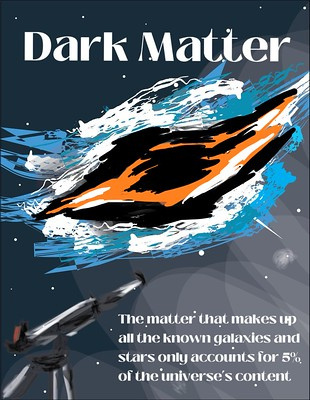 Dark Matter
The matter that makes up
all the known galaxies and
stars only accounts for 5%
of the universe's content